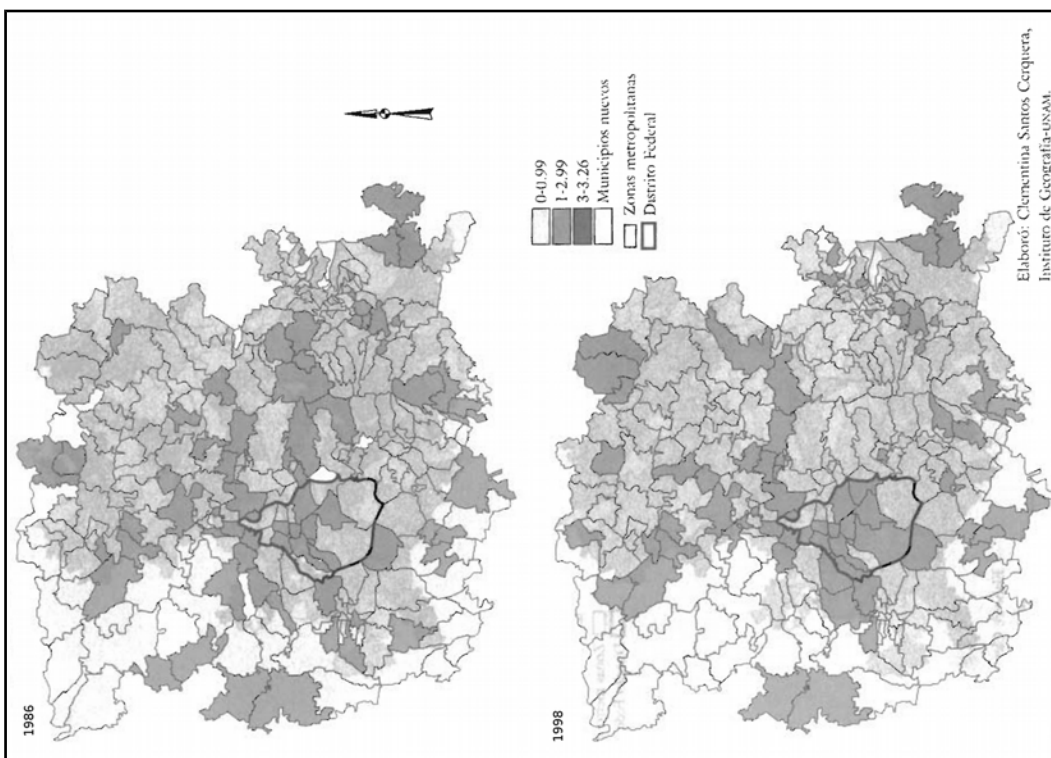 1986
0-0.99
1-2.99
3-3.26
Municipios nuevos
Zonas metropolitanas
Distrito Federal
1998
Elaboró: Clementina Santos Cerquera,
Instituto de Geografía-UNAM.